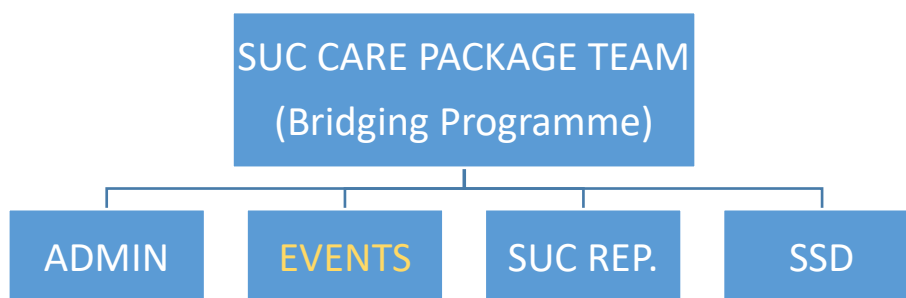 SUC CARE PACKAGE TEAM
(Bridging Programme)
ADMIN
EVENTS
SUC REP.
SSD